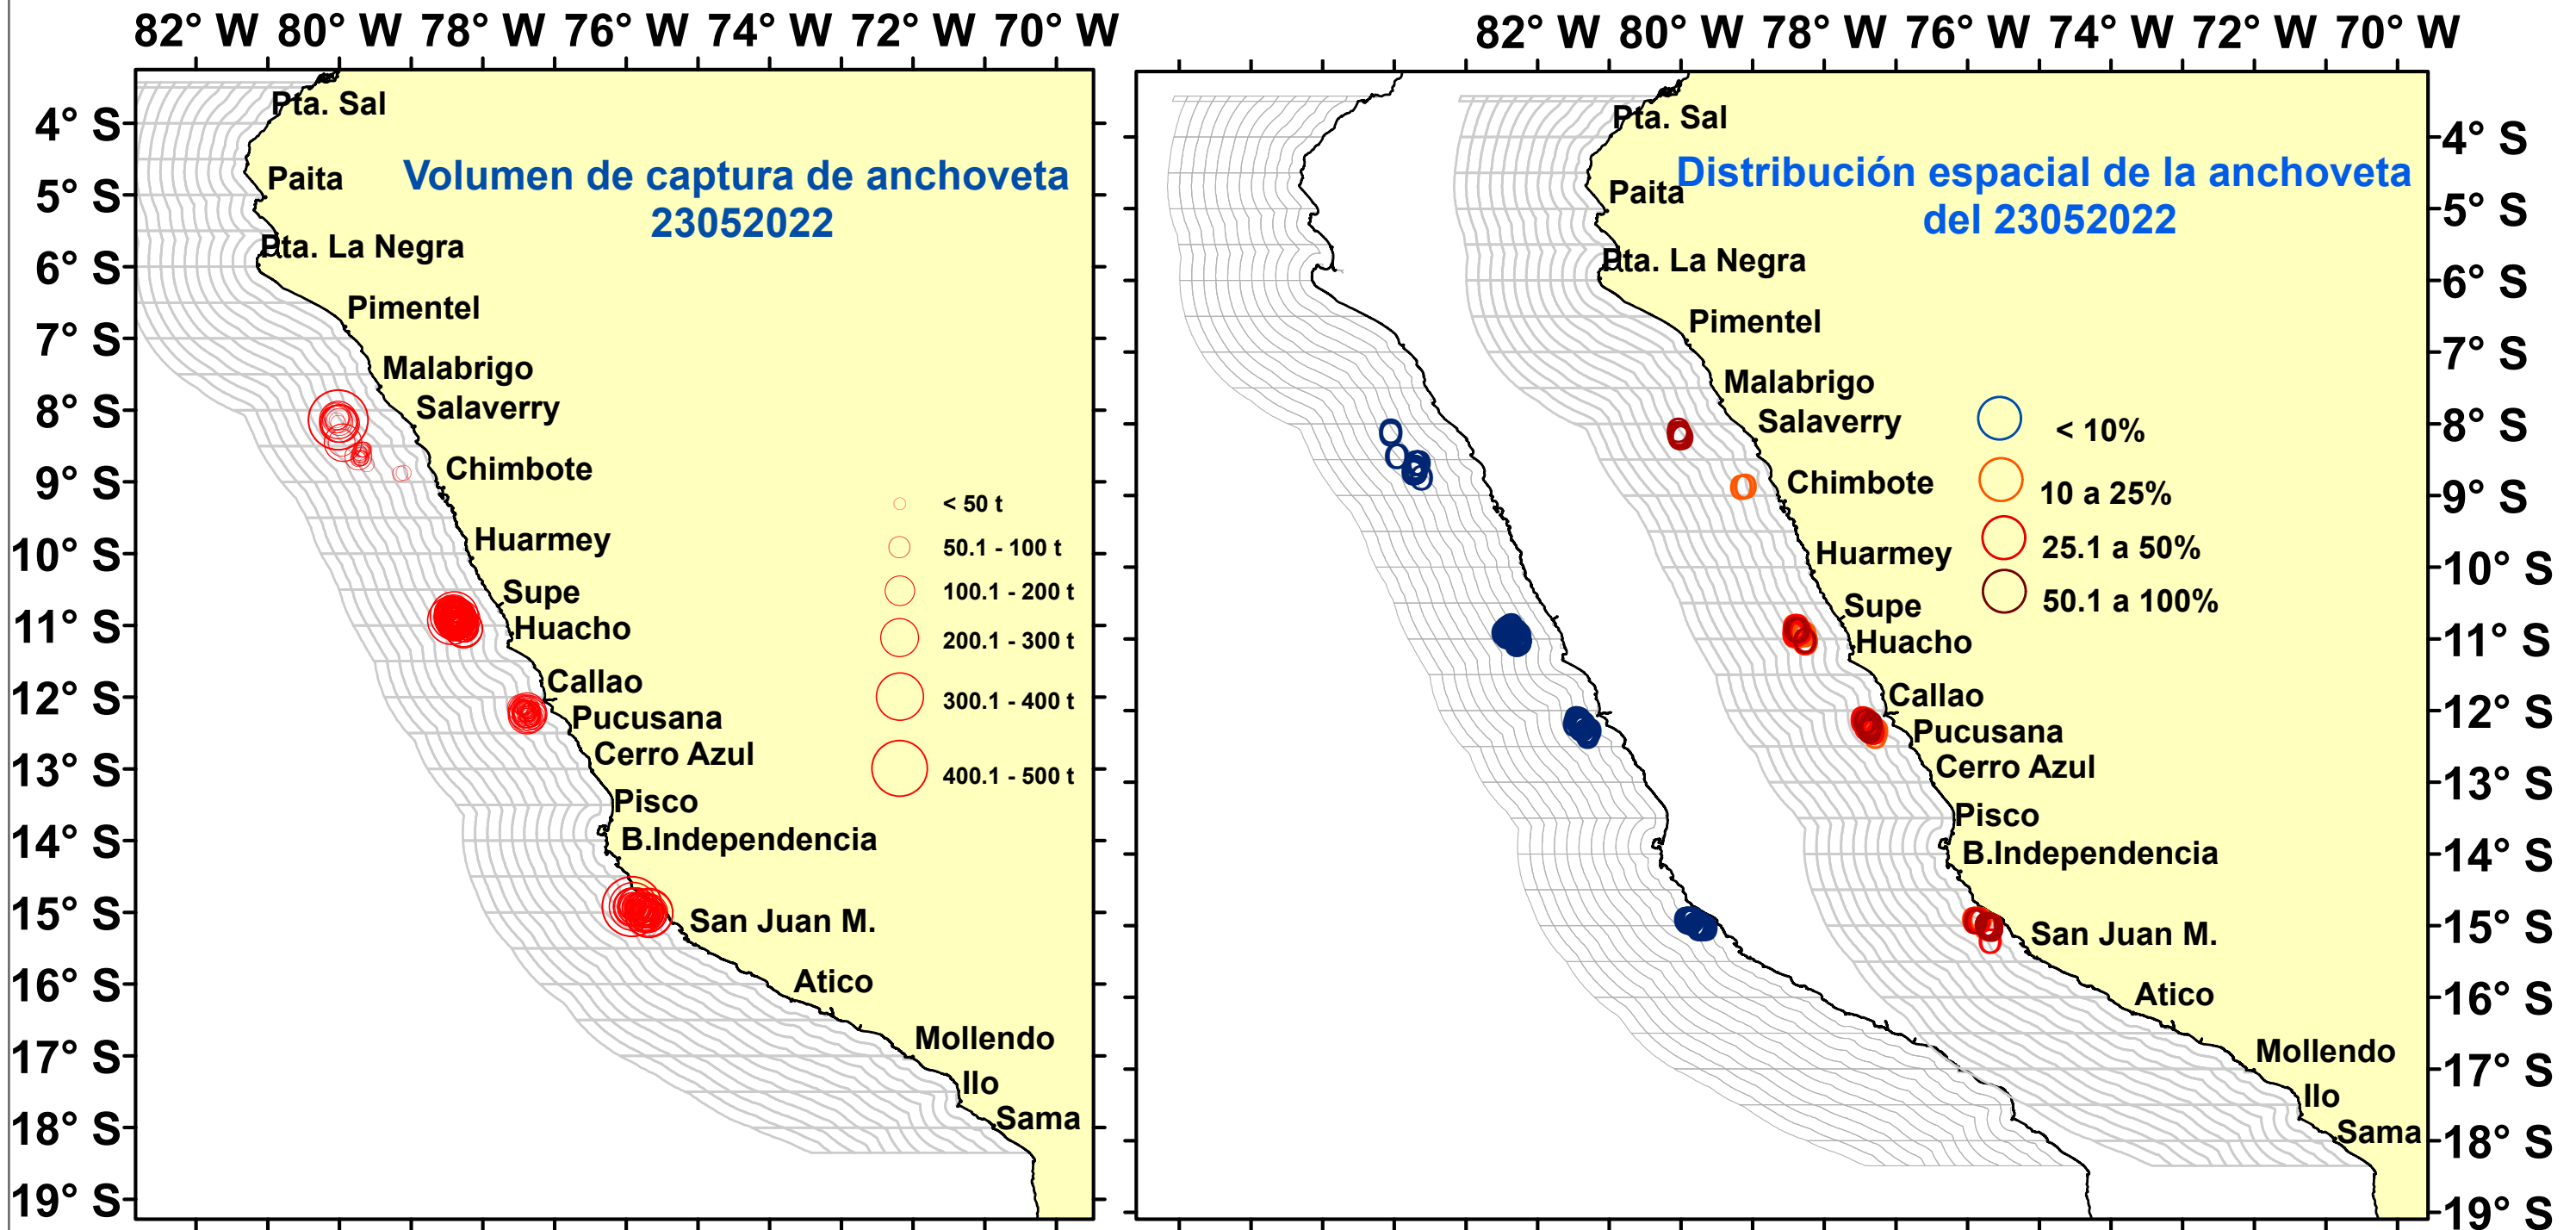 82° W 80° W 78° W 76° W 74° W 72° W 70° W
Pta. Sal
4° S
Paita
Volumen de captura de anchoveta
23052022
5° S
Pta. La Negra
6° S
Pimentel
7° S
Malabrigo
8° S
Salaverry
Chimbote
9° S
< 50 t
Huarmey
50.1 - 100 t
10° S
Supe
100.1 - 200 t
11° S
Huacho
200.1 - 300 t
Callao
12° S
300.1 - 400 t
Pucusana
Cerro Azul
13° S
400.1 - 500 t
Pisco
14° S
B.Independencia
15° S
San Juan M.
16° S
Atico
Mollendo
17° S
Ilo
18° S
Sama
19° S
82° W 80° W 78° W 76° W 74° W 72° W 70° W
Pta. Sal
4° S
Distribución espacial de la anchoveta
del 23052022
Paita
5° S
Pta. La Negra
6° S
Pimentel
7° S
Malabrigo
Salaverry
8° S
< 10%
Chimbote
10 a 25%
9° S
Huarmey
25.1 a 50%
10° S
Supe
50.1 a 100%
Huacho
11° S
Callao
12° S
Pucusana
Cerro Azul
13° S
Pisco
B.Independencia
14° S
San Juan M.
15° S
Atico
16° S
Mollendo
17° S
Ilo
Sama
18° S
19° S